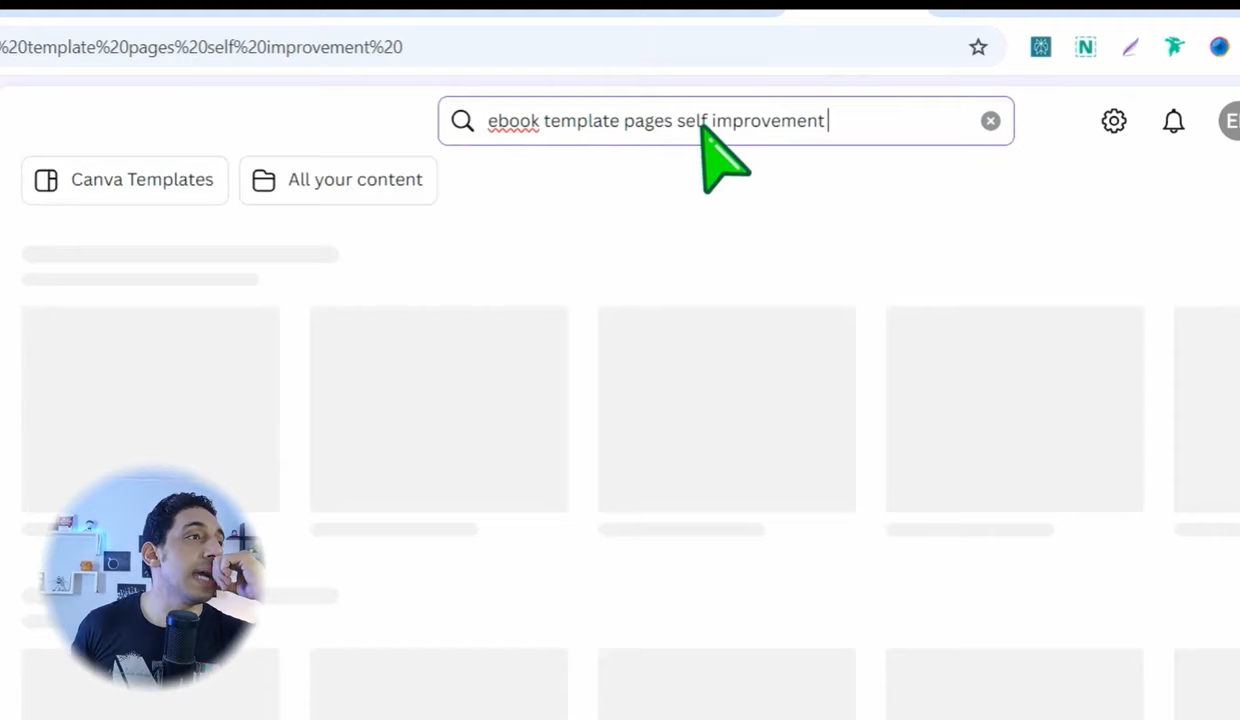 %20template%20pages%20self%20improvement%20
N
ebook template pages self improvement
E
Canva Templates
All your content